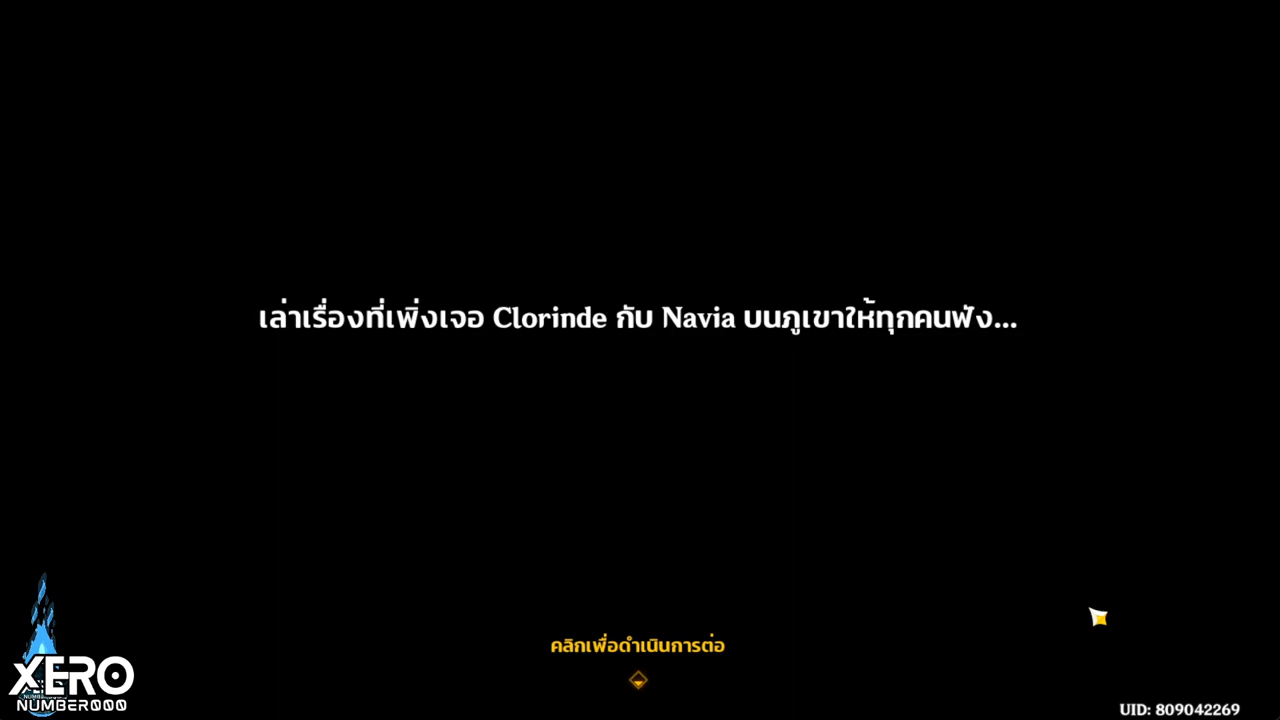 เล่าเรื่องที่เพิ่งเจอ Clorinde กับ Navia บนภูเขาให้ทุกคนฟัง...
คลิกเพื่อดำเนินการต่อ
XERO
NUMBER000
UID: 809042269